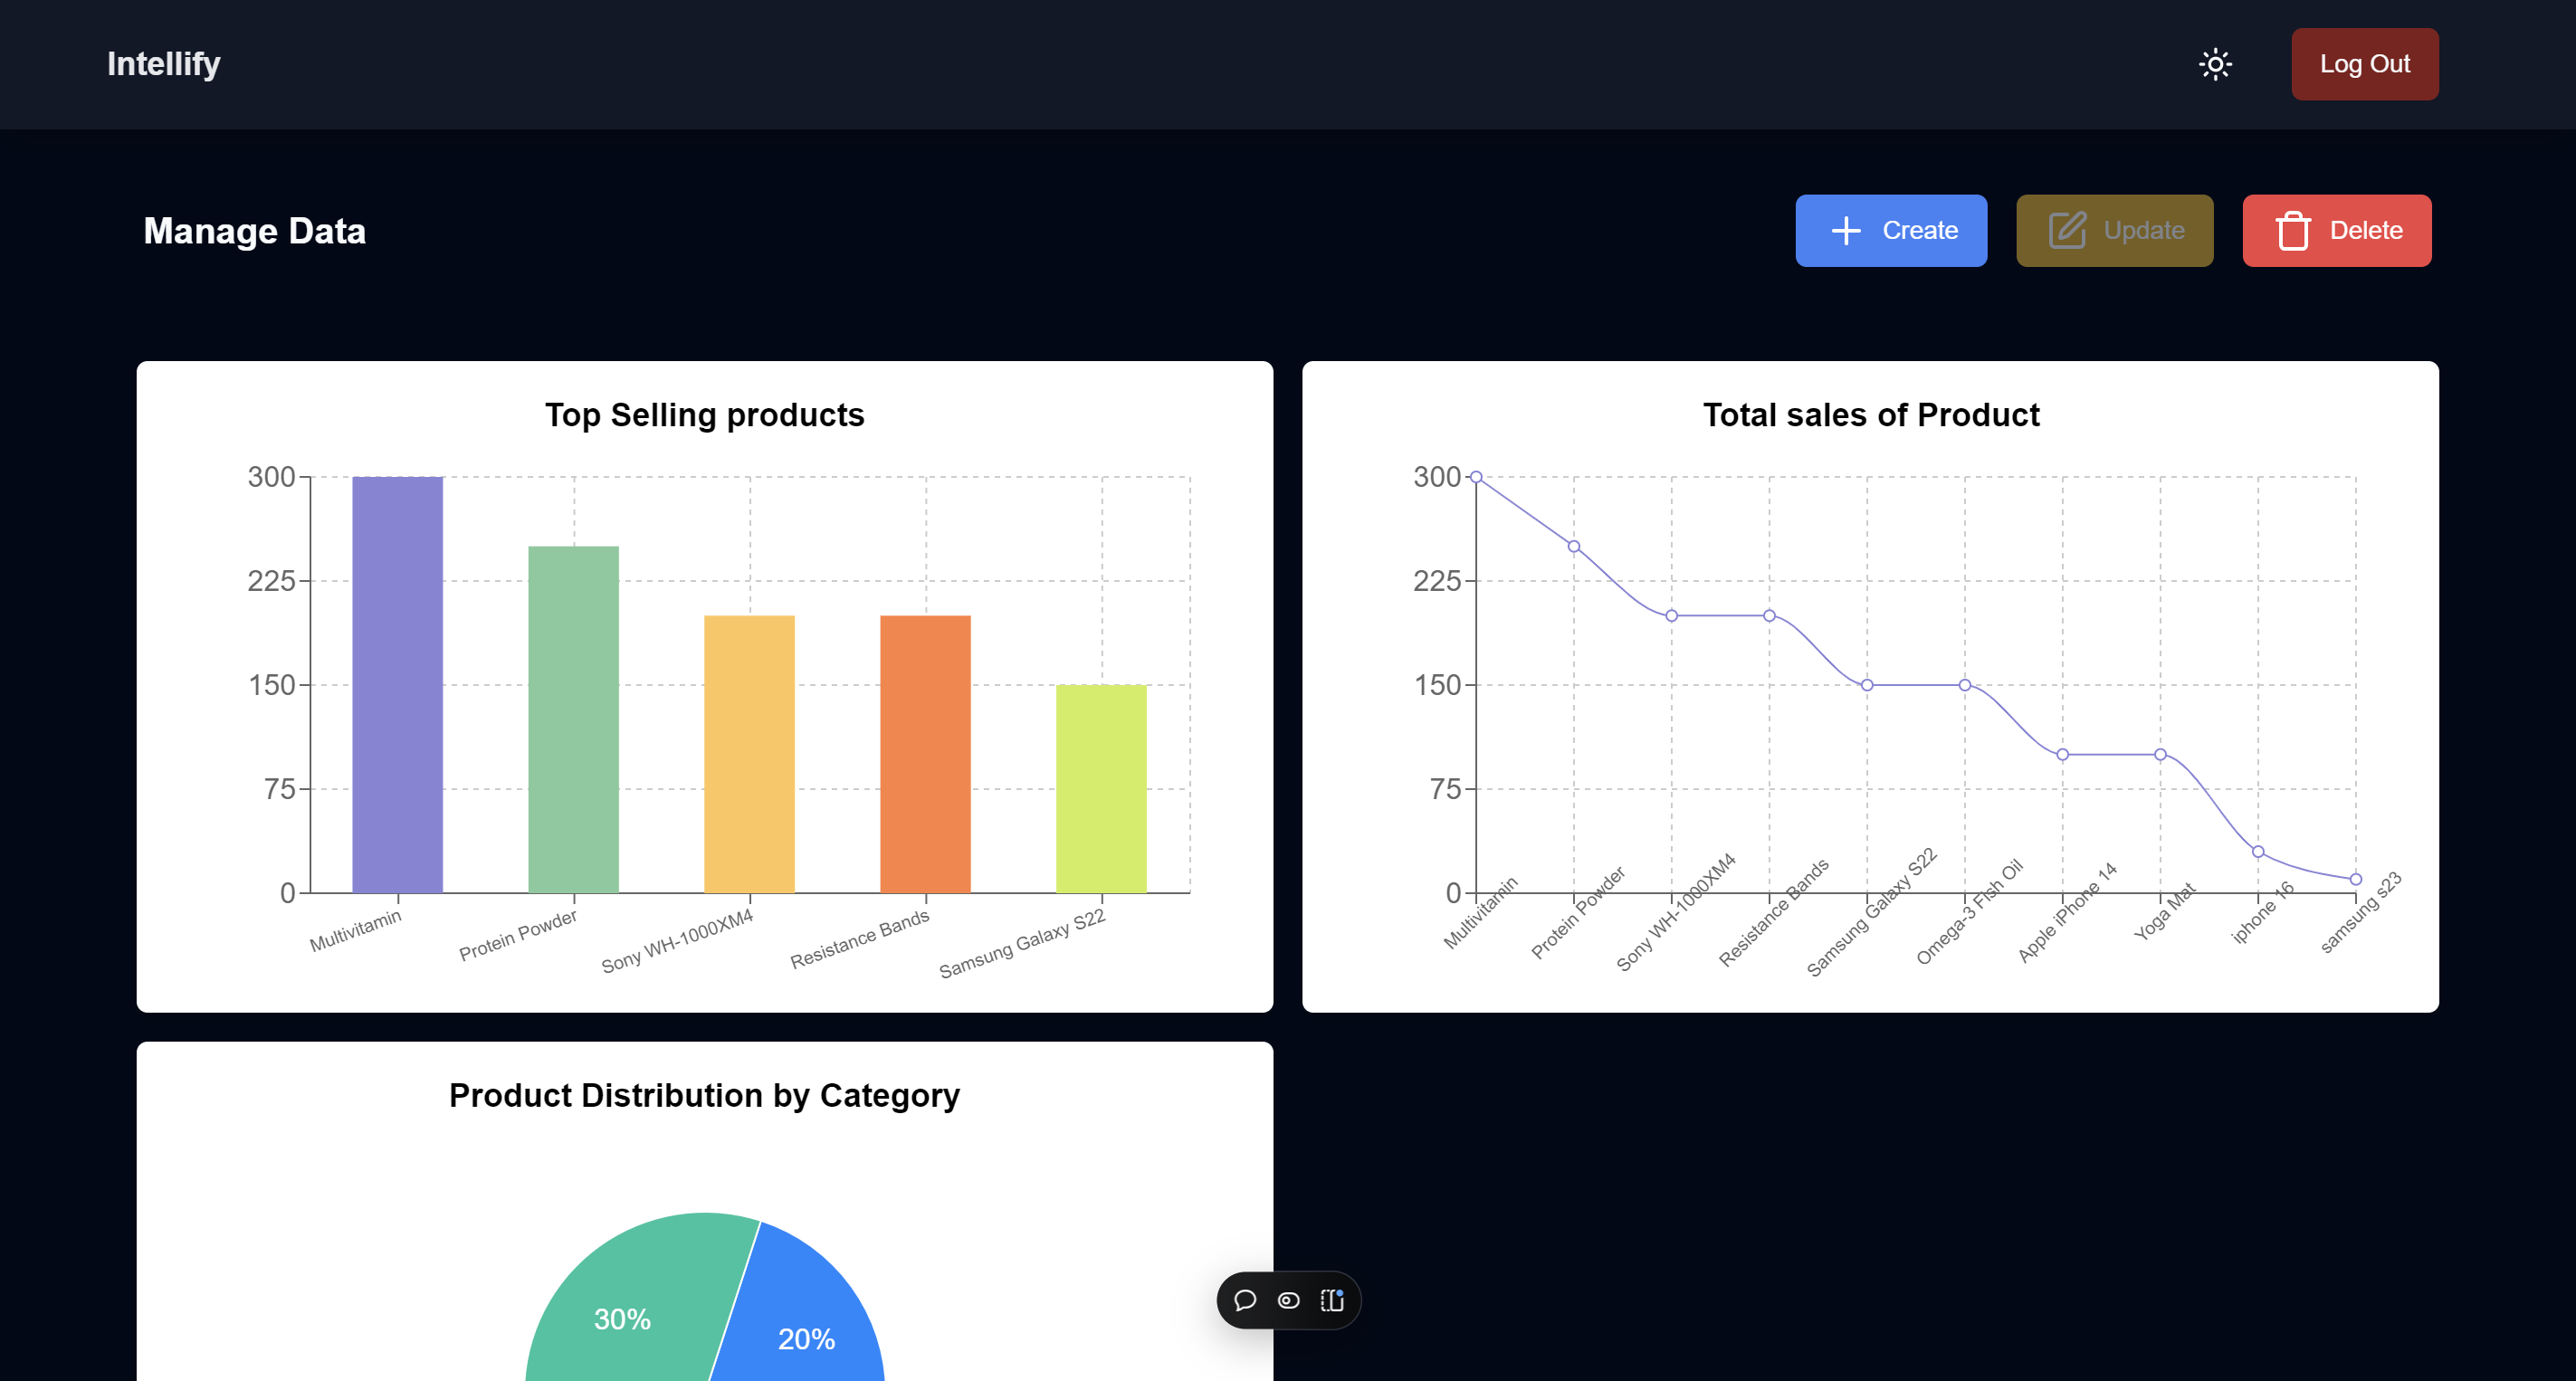 Intellify
Log Out
Manage Data
Create
Update
Delete
Top Selling products
300
225
150
75
0
Multivitamin
Protein Powder
Sony WH-1000XM4
Resistance Bands
Samsung Galaxy S22
Total sales of Product
300
225
150
75
0
Multivitamin
Protein Powder
Sony WH-1000XM4
Resistance Bands
Samsung Galaxy S22
Omega-3 Fish Oil
Apple iPhone 14
Yoga Mat
iphone 16
samsung s23
Product Distribution by Category
30%
20%